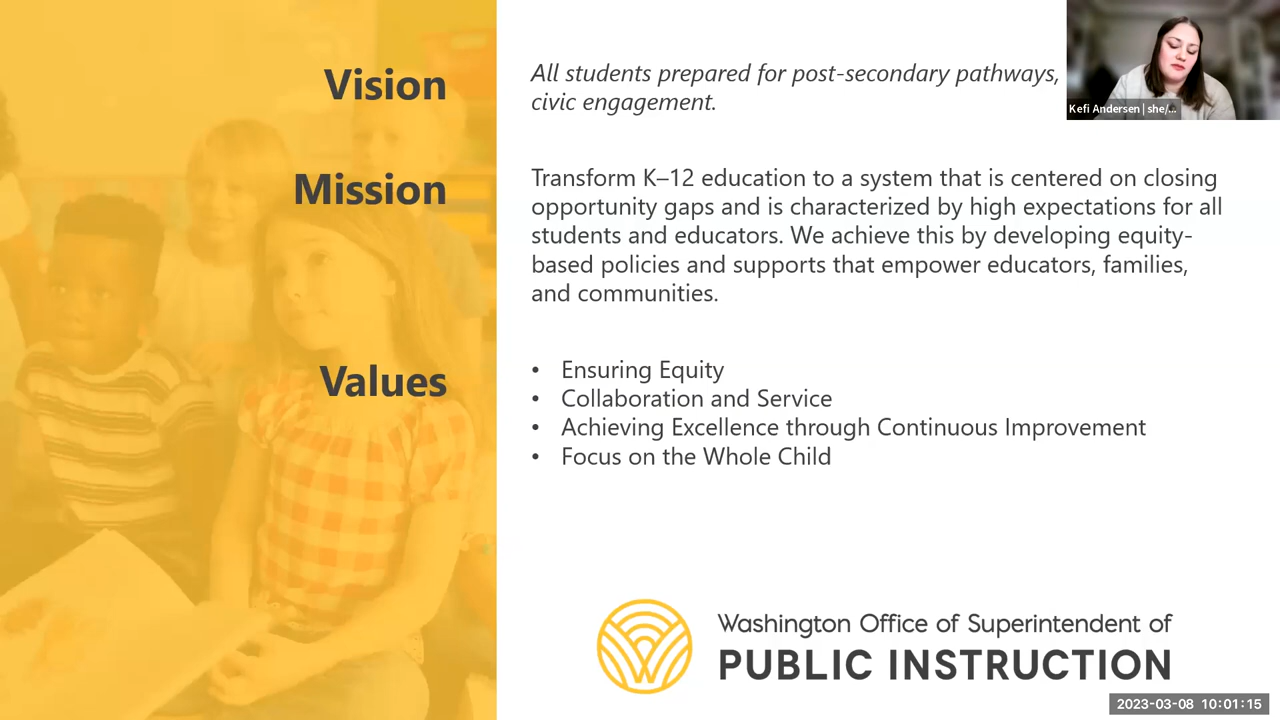 Vision
All students prepared for post-secondary pathways,
civic engagement.
Kefi Andersen | she/...
Mission
Transform K–12 education to a system that is centered on closing
opportunity gaps and is characterized by high expectations for all
students and educators. We achieve this by developing equity-
based policies and supports that empower educators, families,
and communities.
Values
• Ensuring Equity
• Collaboration and Service
• Achieving Excellence through Continuous Improvement
• Focus on the Whole Child
Washington Office of Superintendent of
PUBLIC INSTRUCTION
2023-03-08 10:01:15